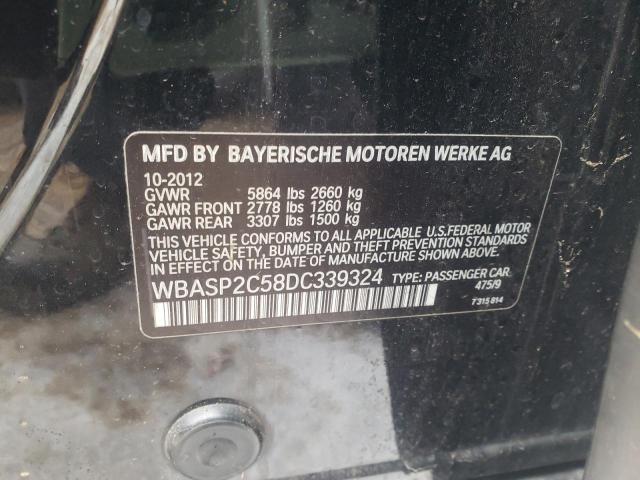 MFD BY BAYERISCHE MOTOREN WERKE AG
10-2012
GVWR 5864 lbs 2660 kg
GAWR FRONT 2778 lbs 1260 kg
GAWR REAR 3307 lbs 1500 kg
THIS VEHICLE CONFORMS TO ALL APPLICABLE U.S.FEDERAL MOTOR
VEHICLE SAFETY, BUMPER AND THEFT PREVENTION STANDARDS
IN EFFECT ON THE DATE OF MANUFACTURE SHOWN ABOVE.
WBASP2C58DC339324 TYPE: PASSENGER CAR
475/9
7 315 814